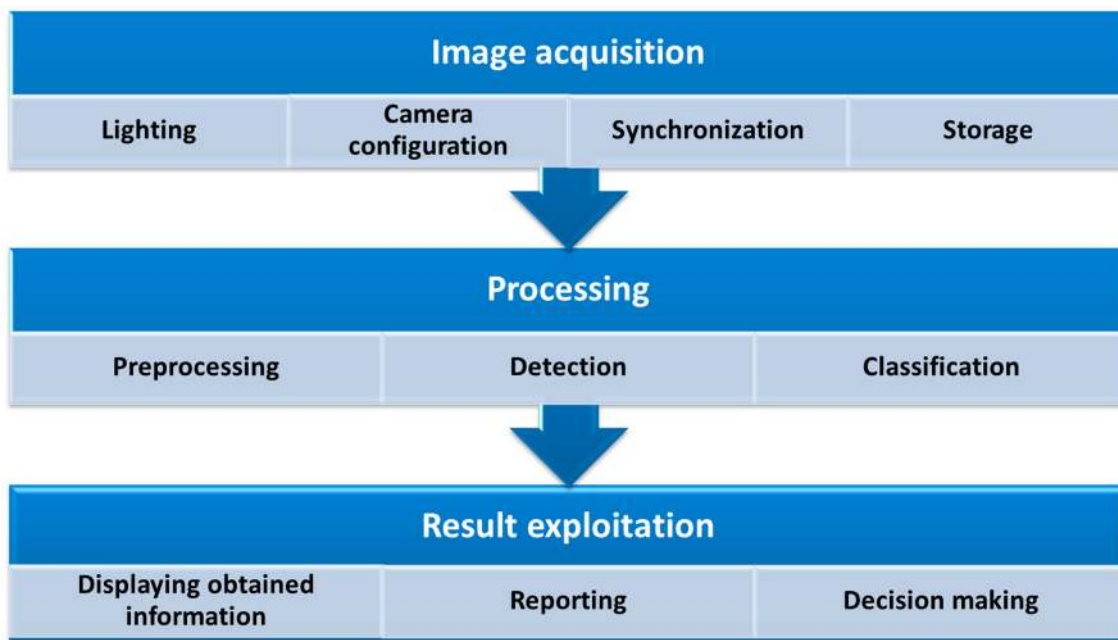 Image acquisition
Lighting
Camera
configuration
Synchronization
Storage
Processing
Preprocessing
Detection
Classification
Result exploitation
Displaying obtained
information
Reporting
Decision making